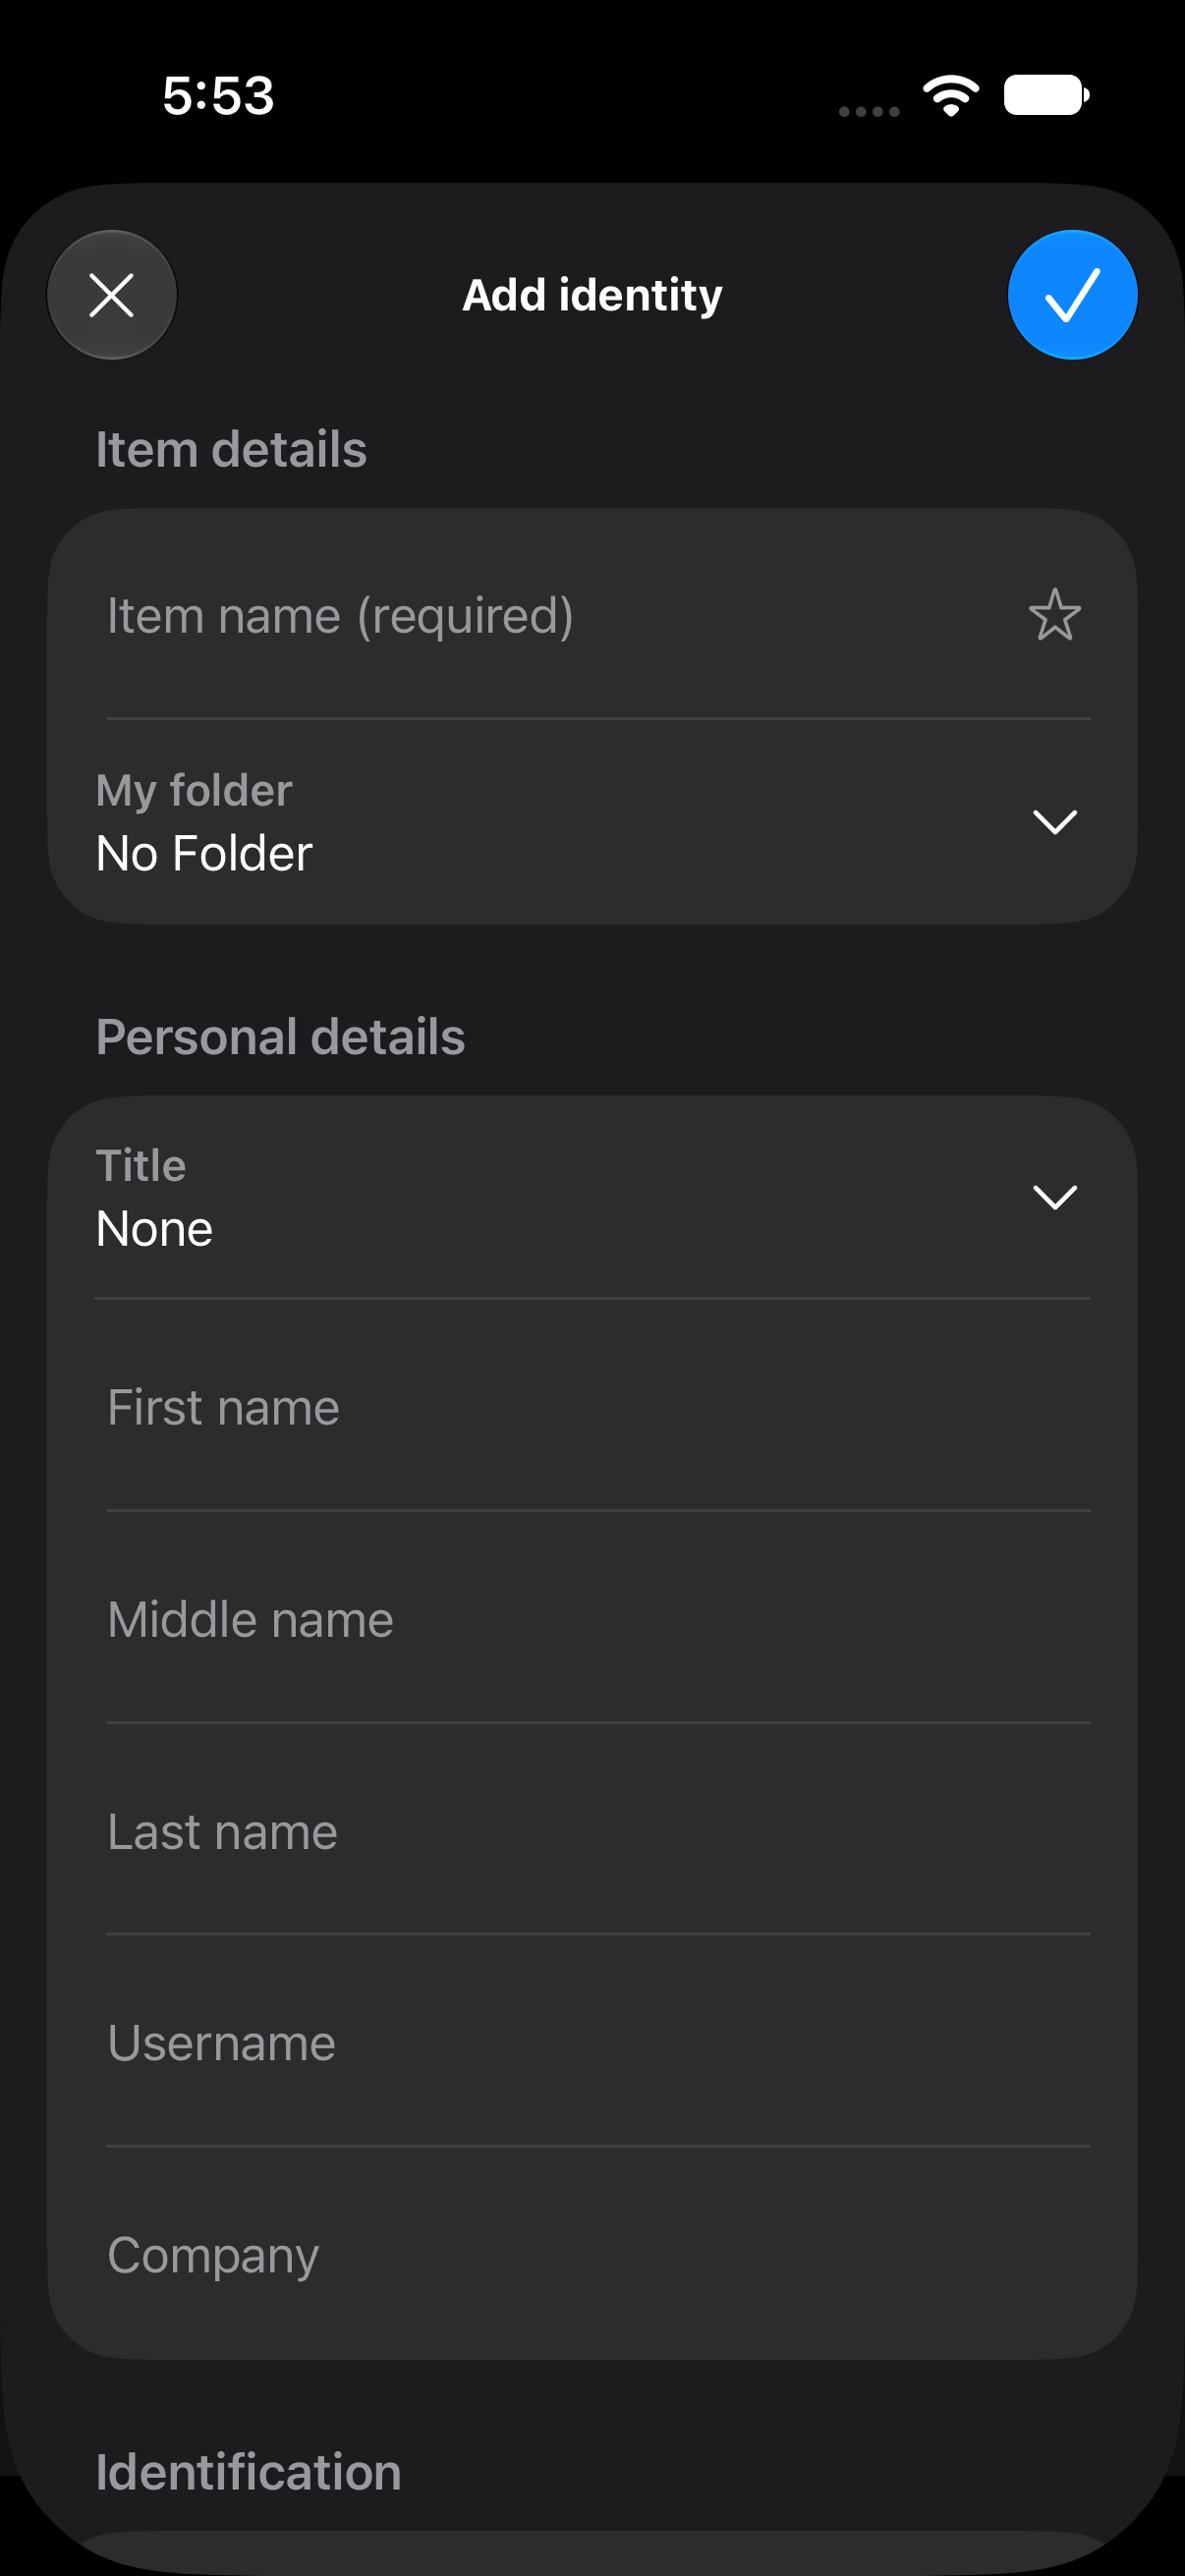 5:53
Add identity
Item details
Item name (required)
My folder
No Folder
Personal details
Title
None
First name
Middle name
Last name
Username
Company
Identification